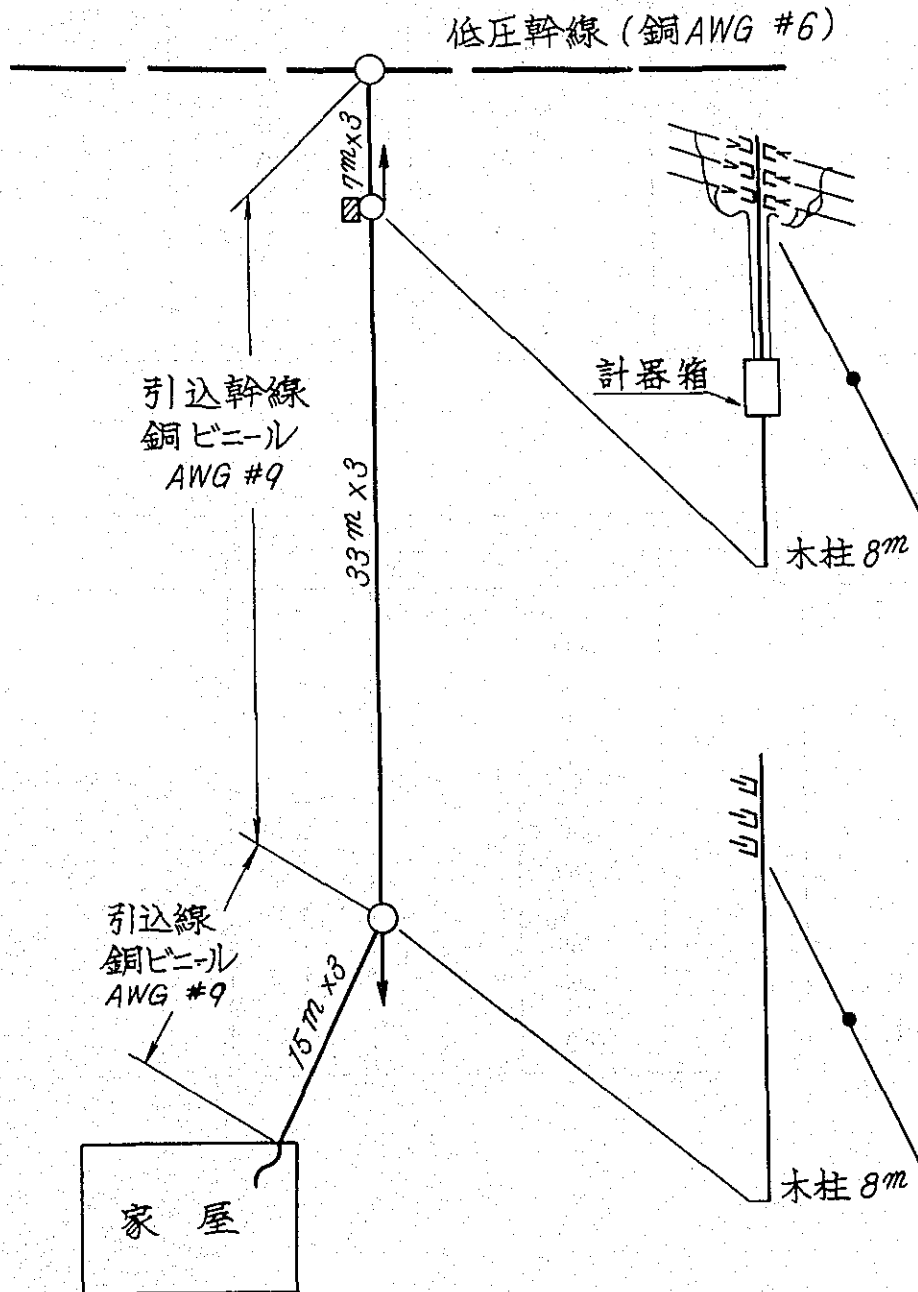 低圧幹線 (銅AWG #6)
7m×3
計器箱
引込幹線
銅ビニール
AWG #9
33m×3
木柱 8m
引込線
銅ビニール
AWG #9
15m×3
木柱 8m
家 屋